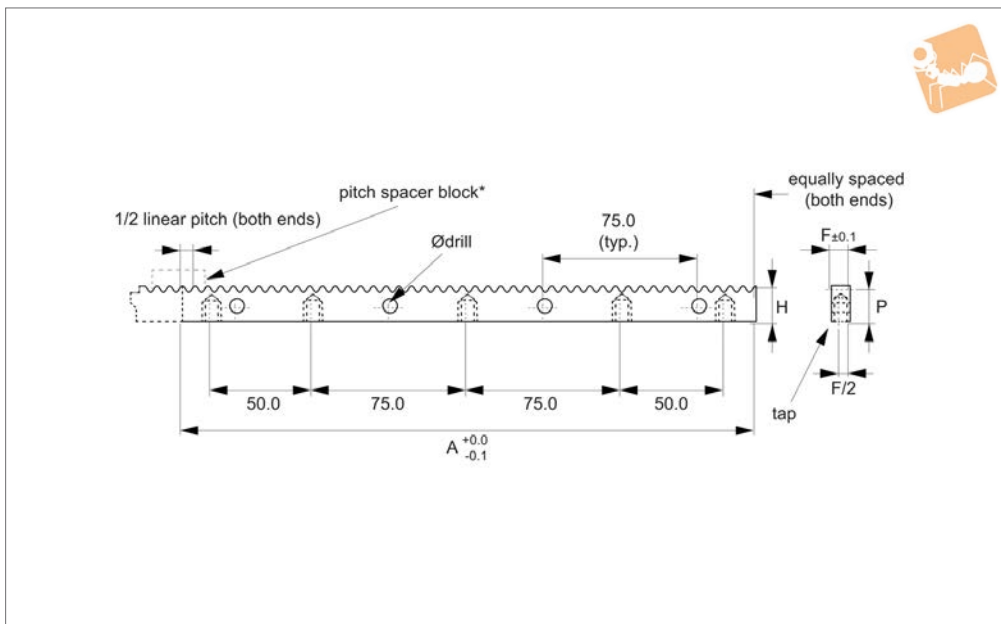 equally spaced
(both ends)
pitch spacer block*
1/2 linear pitch (both ends)
75.0
(typ.)
F±0.1
Ødrill
H
P
50.0
75.0
75.0
50.0
F/2
tap
A +0.0
-0.1